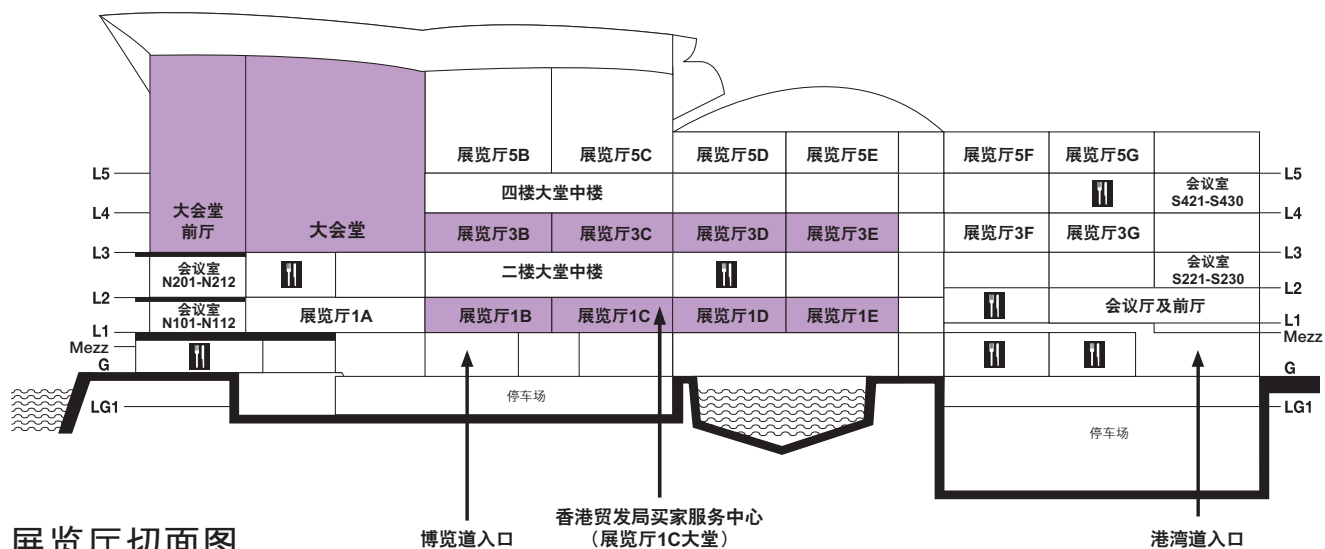 展览厅5B
展览厅5C
展览厅5D
展览厅5E
展览厅5F
展览厅5G
L5
四楼大堂中楼
会议室
S421-S430
L5
L4
大会堂
前厅
大会堂
展览厅3B
展览厅3C
展览厅3D
展览厅3E
展览厅3F
展览厅3G
L4
L3
会议室
N201-N212
二楼大堂中楼
会议室
S221-S230
L3
L2
会议室
N101-N112
展览厅1A
展览厅1B
展览厅1C
展览厅1D
展览厅1E
会议厅及前厅
L2
L1
L1
Mezz
Mezz
G
G
LG1
停车场
停车场
LG1
展览厅切面图
博览道入口
香港贸发局买家服务中心
（展览厅1C大堂）
港湾道入口